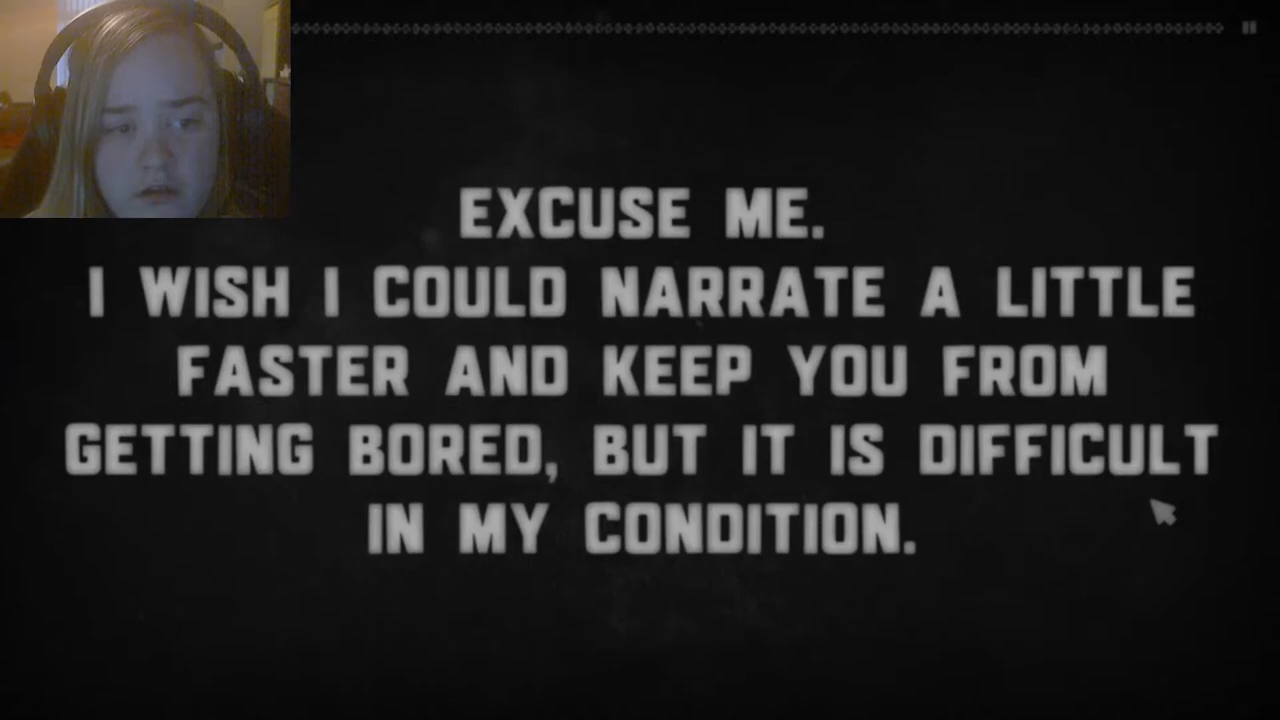 EXCUSE ME.
I WISH I COULD NARRATE A LITTLE
FASTER AND KEEP YOU FROM
GETTING BORED, BUT IT IS DIFFICULT
IN MY CONDITION.